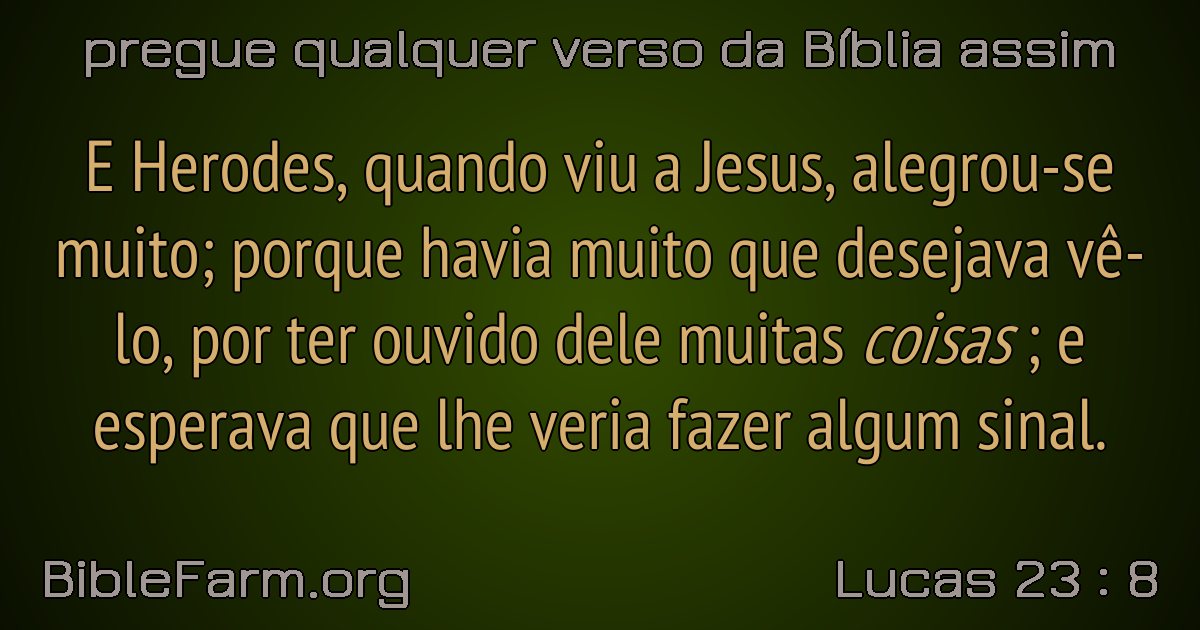 pregue qualquer verso da Bíblia assim
E Herodes, quando viu a Jesus, alegrou-se
muito; porque havia muito que desejava vê-
lo, por ter ouvido dele muitas coisas ; e
esperava que lhe veria fazer algum sinal.
BibleFarm.org
Lucas 23 : 8